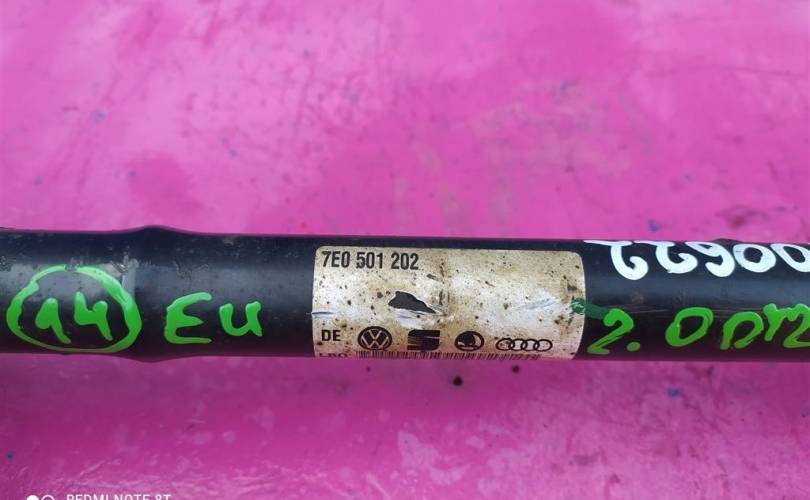 7E0 501 202
DE
14 EU
2.0
REDMI NOTE 8T